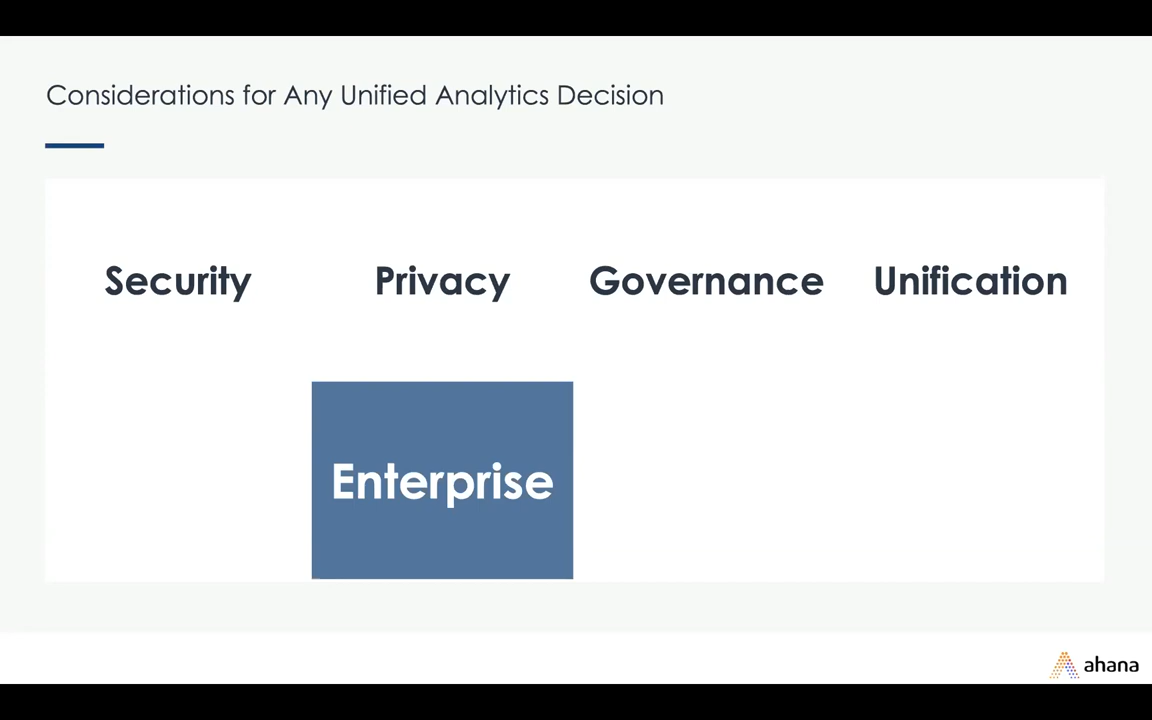 Considerations for Any Unified Analytics Decision
Security Privacy Governance Unification
Enterprise
ahana